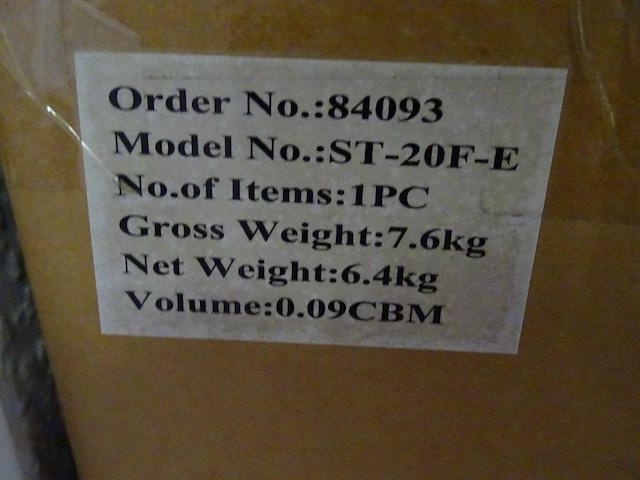 Order No.:84093
Model No.:ST-20F-E
No.of Items:1PC
Gross Weight:7.6kg
Net Weight:6.4kg
Volume:0.09CBM